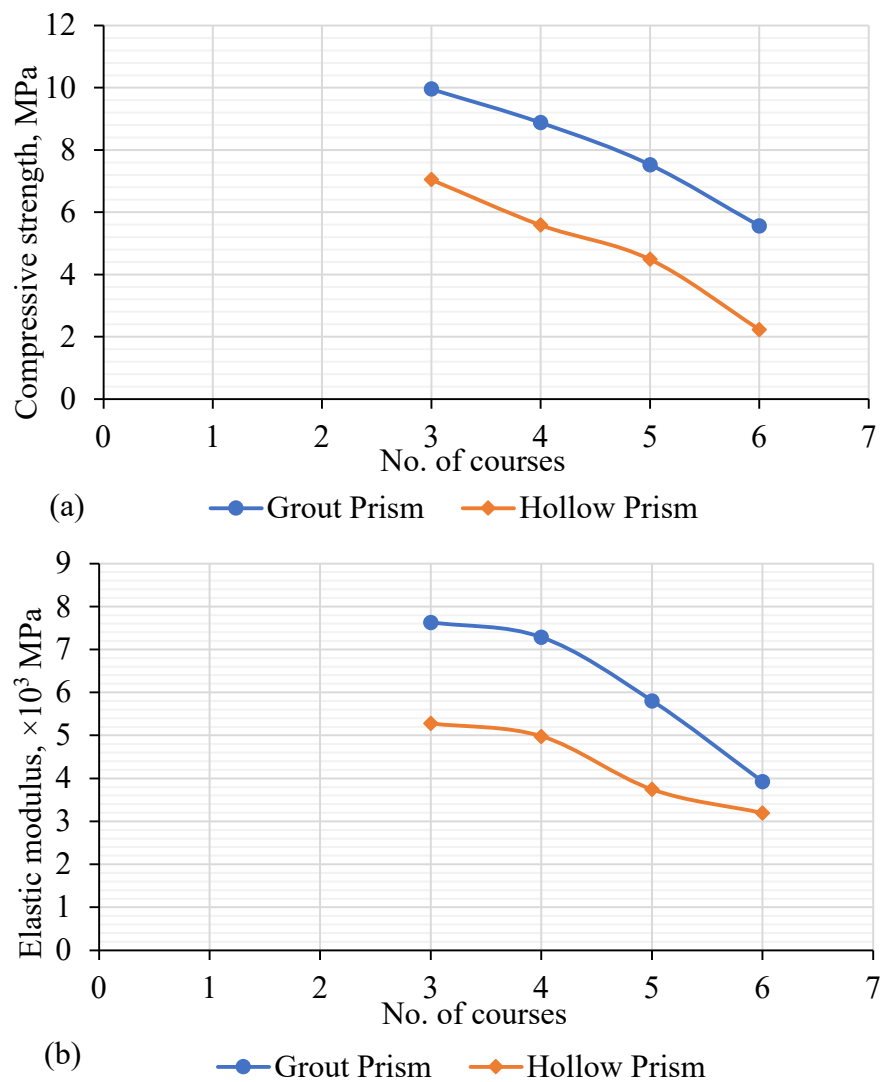 Compressive strength, MPa
12
10
8
6
4
2
0
0 1 2 3 4 5 6 7
No. of courses
(a) Grout Prism Hollow Prism
Elastic modulus, ×10³ MPa
9
8
7
6
5
4
3
2
1
0
0 1 2 3 4 5 6 7
No. of courses
(b) Grout Prism Hollow Prism